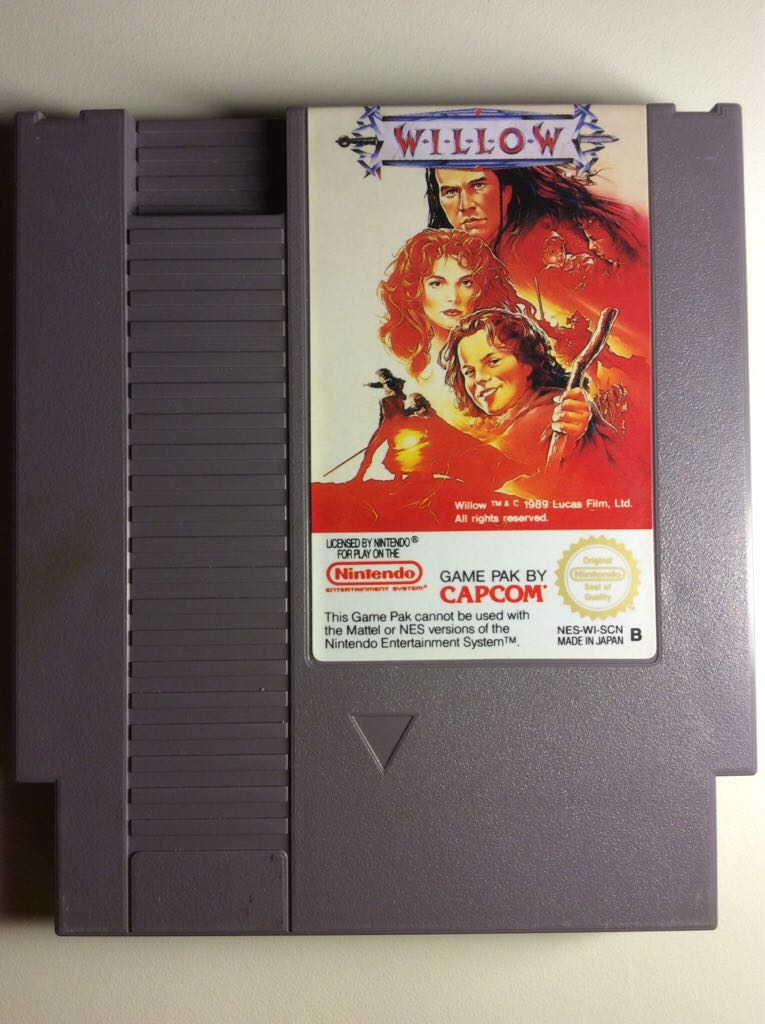 W·I·L·L·O·W
Willow ™ & © 1989 Lucas Film, Ltd.
All rights reserved.
LICENSED BY NINTENDO®
FOR PLAY ON THE
Nintendo
ENTERTAINMENT SYSTEM™
GAME PAK BY
CAPCOM®
This Game Pak cannot be used with
the Mattel or NES versions of the
Nintendo Entertainment System™.
Original
Nintendo
Seal of
Quality
NES-WI-SCN
MADE IN JAPAN B